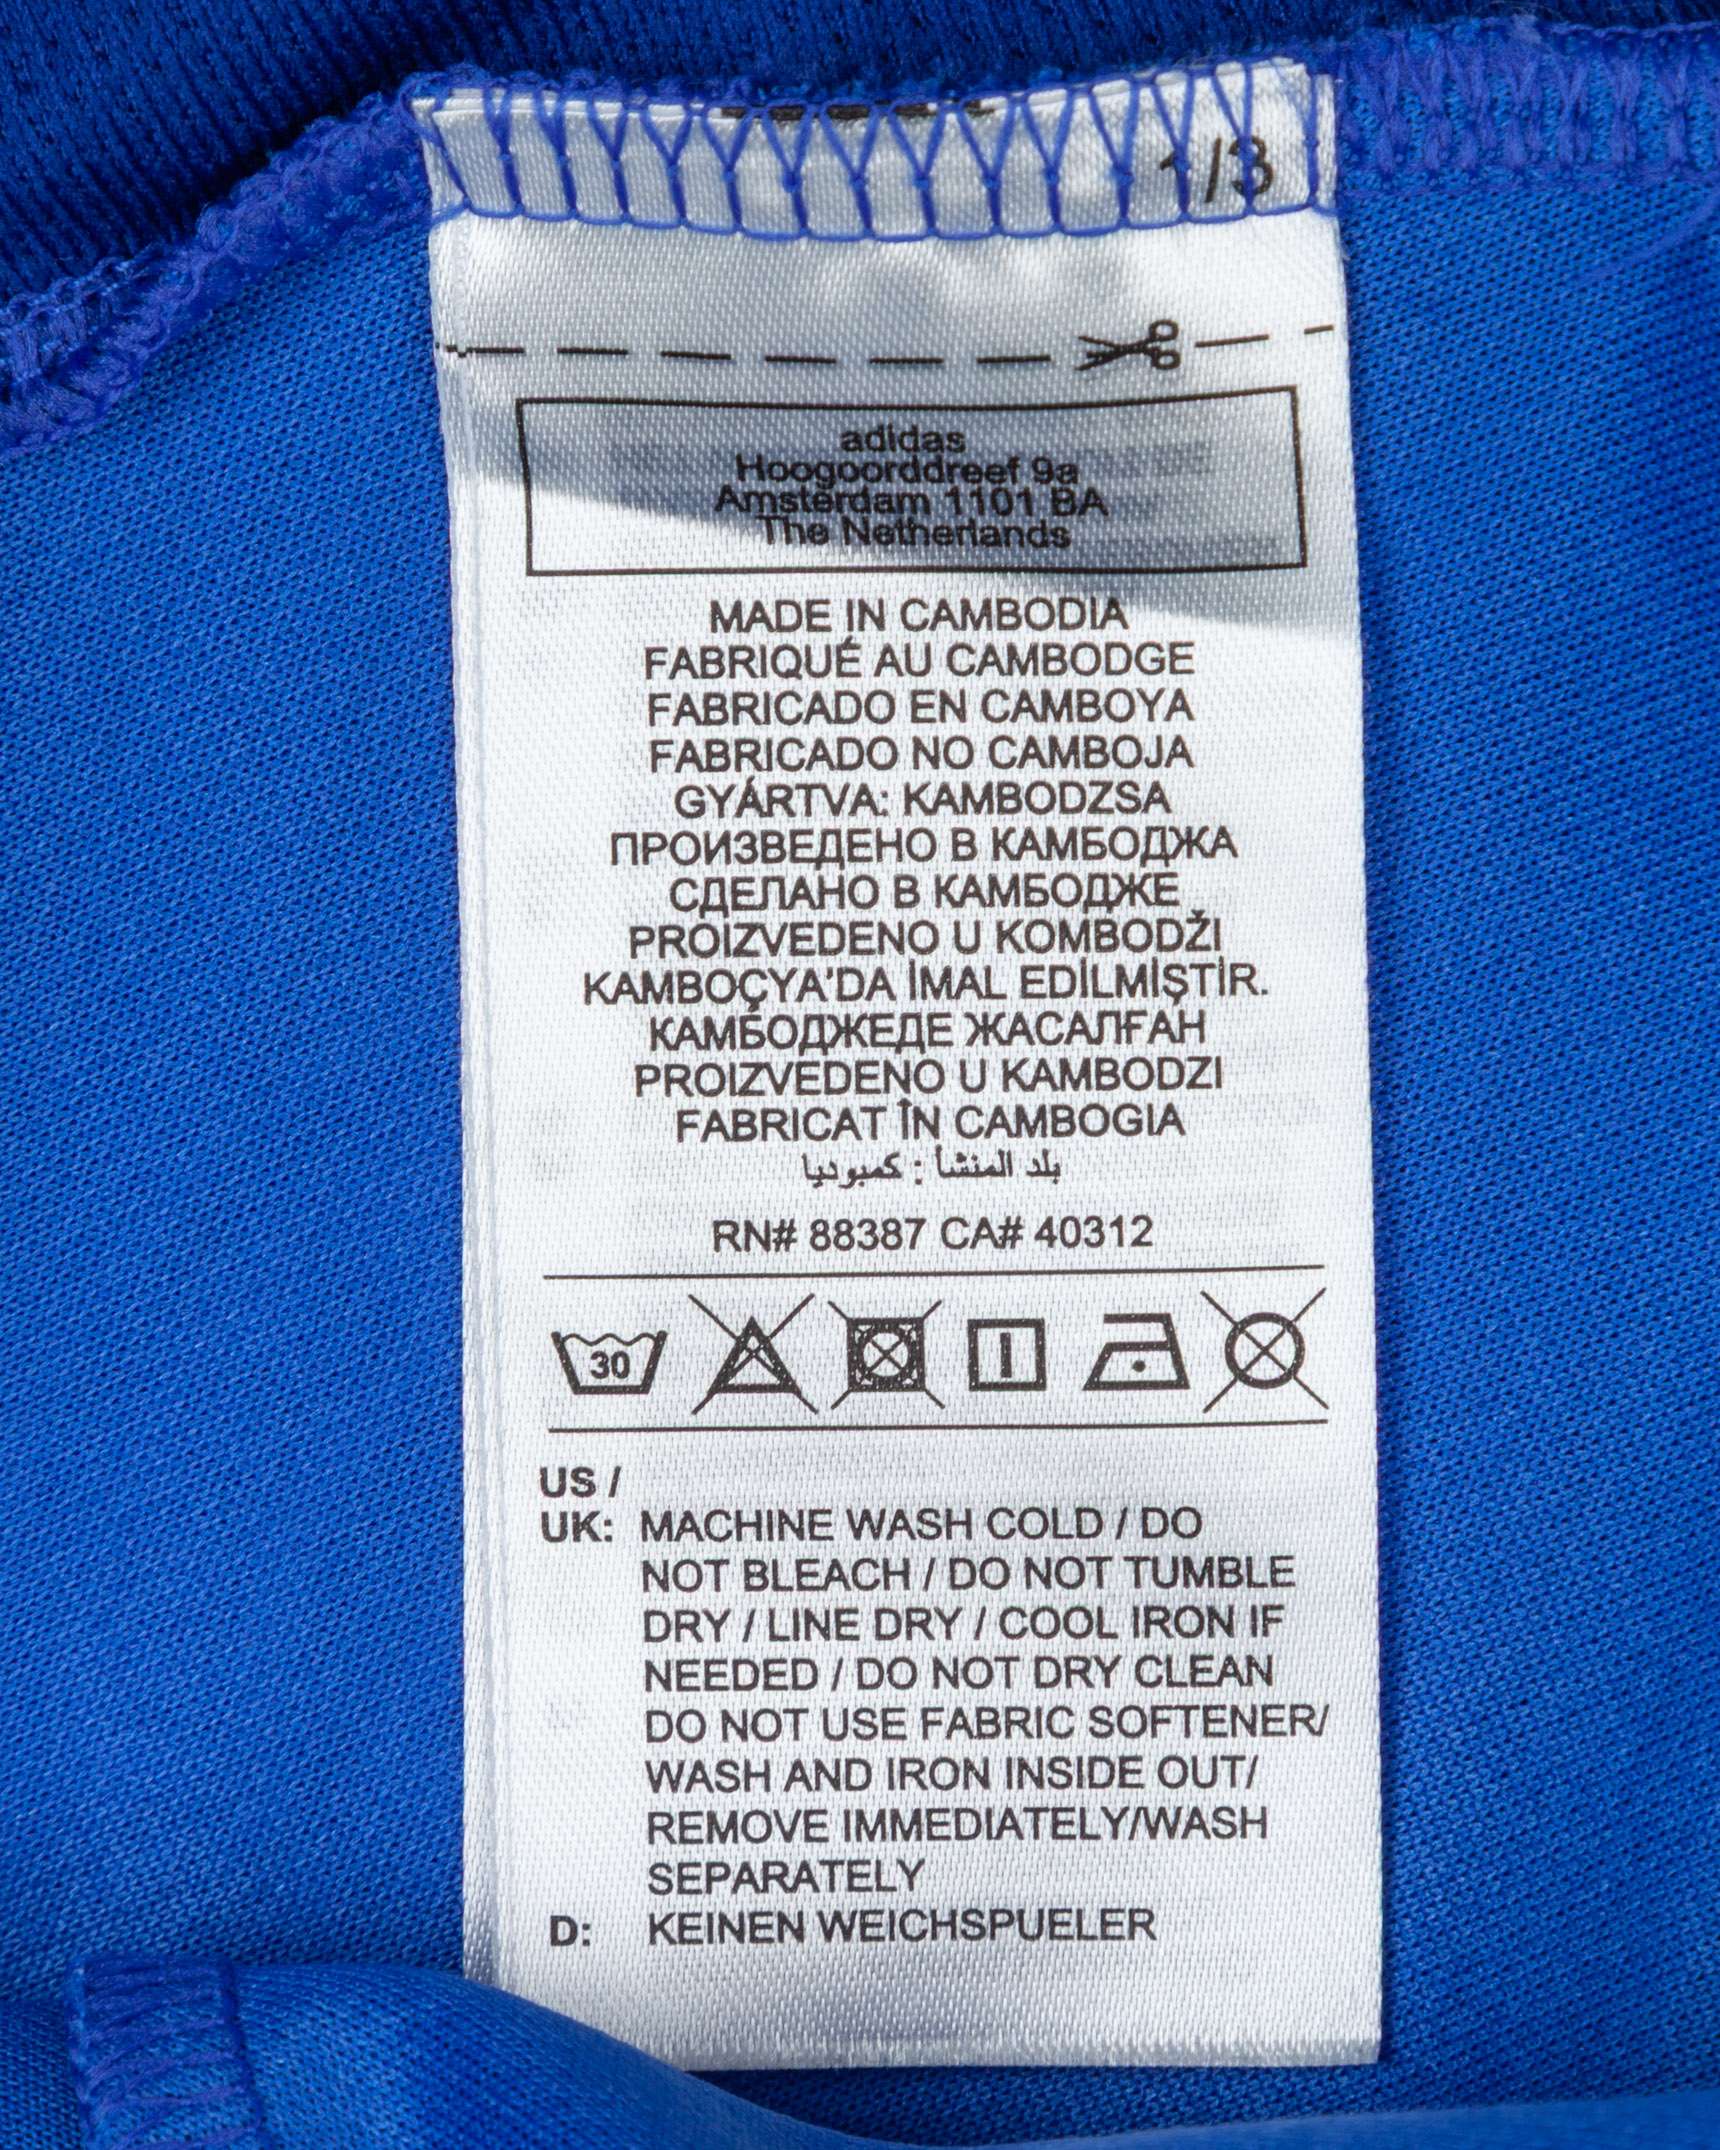 1/3
adidas
Hoogoorddreef 9a
Amsterdam 1101 BA
The Netherlands
MADE IN CAMBODIA
FABRIQUÉ AU CAMBODGE
FABRICADO EN CAMBOYA
FABRICADO NO CAMBOJA
GYÁRTVA: KAMBODZSA
ПРОИЗВЕДЕНО В КАМБОДЖА
СДЕЛАНО В КАМБОДЖЕ
PROIZVEDENO U KOMBODŽI
KAMBOÇYA'DA İMAL EDİLMİŞTİR.
КАМБОДЖЕДЕ ЖАСАЛҒАН
PROIZVEDENO U KAMBODZI
FABRICAT ÎN CAMBOGIA
بلد المنشأ : كمبوديا
RN# 88387 CA# 40312
30
US /
UK: MACHINE WASH COLD / DO
NOT BLEACH / DO NOT TUMBLE
DRY / LINE DRY / COOL IRON IF
NEEDED / DO NOT DRY CLEAN
DO NOT USE FABRIC SOFTENER/
WASH AND IRON INSIDE OUT/
REMOVE IMMEDIATELY/WASH
SEPARATELY
D: KEINEN WEICHSPUELER